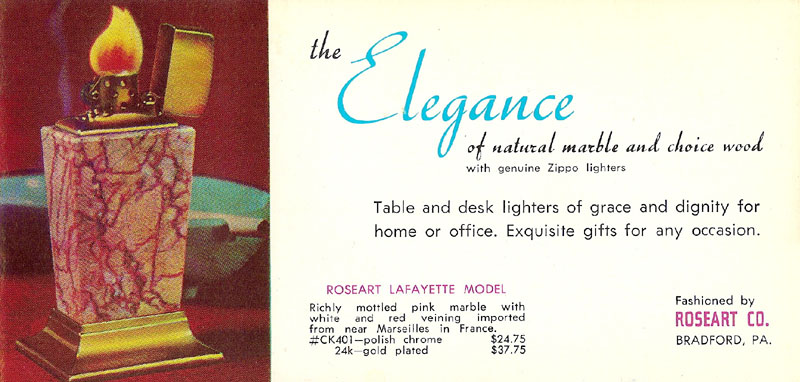 the Elegance
of natural marble and choice wood
with genuine Zippo lighters
Table and desk lighters of grace and dignity for
home or office. Exquisite gifts for any occasion.
ROSEART LAFAYETTE MODEL
Richly mottled pink marble with
white and red veining imported
from near Marseilles in France.
#CK401—polish chrome $24.75
24k—gold plated $37.75
Fashioned by
ROSEART CO.
BRADFORD, PA.